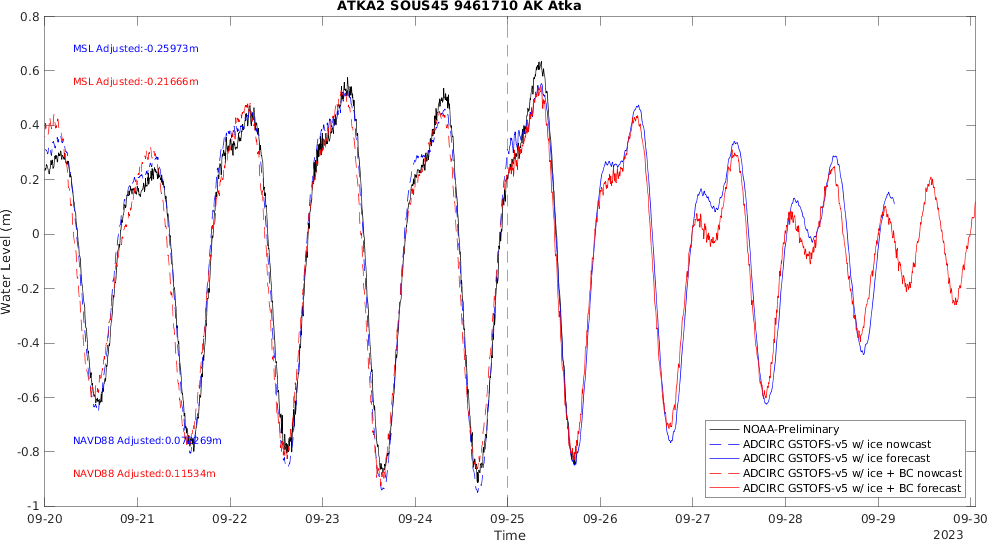 ATKA2 SOUS45 9461710 AK Atka
0.8
0.6
0.4
0.2
0
-0.2
-0.4
-0.6
-0.8
-1
Water Level (m)
MSL Adjusted:-0.25973m
MSL Adjusted:-0.21666m
NAVD88 Adjusted:
NAVD88 Adjusted:0.11534m
NOAA-Preliminary
ADCIRC GSTOFS-v5 w/ ice nowcast
ADCIRC GSTOFS-v5 w/ ice forecast
ADCIRC GSTOFS-v5 w/ ice + BC nowcast
ADCIRC GSTOFS-v5 w/ ice + BC forecast
09-20 09-21 09-22 09-23 09-24 09-25 09-26 09-27 09-28 09-29 09-30
Time
2023